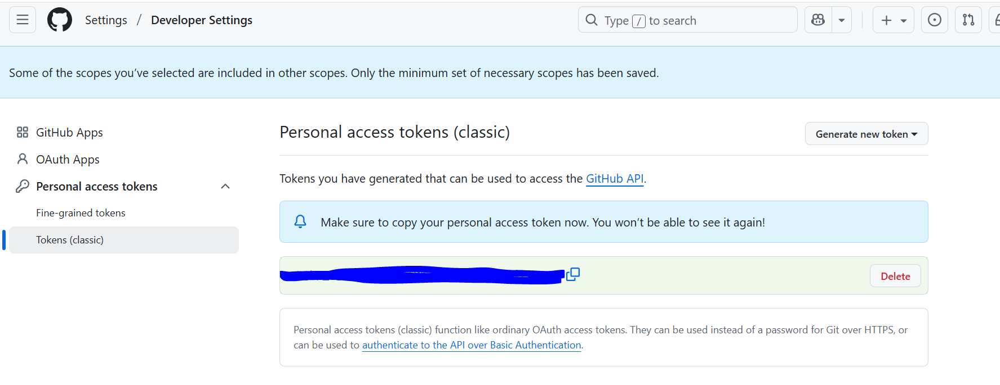 Settings / Developer Settings
Type / to search
Some of the scopes you’ve selected are included in other scopes. Only the minimum set of necessary scopes has been saved.
GitHub Apps
OAuth Apps
Personal access tokens
Fine-grained tokens
Tokens (classic)
Personal access tokens (classic)
Generate new token
Tokens you have generated that can be used to access the GitHub API.
Make sure to copy your personal access token now. You won’t be able to see it again!
Delete
Personal access tokens (classic) function like ordinary OAuth access tokens. They can be used instead of a password for Git over HTTPS, or
can be used to authenticate to the API over Basic Authentication.